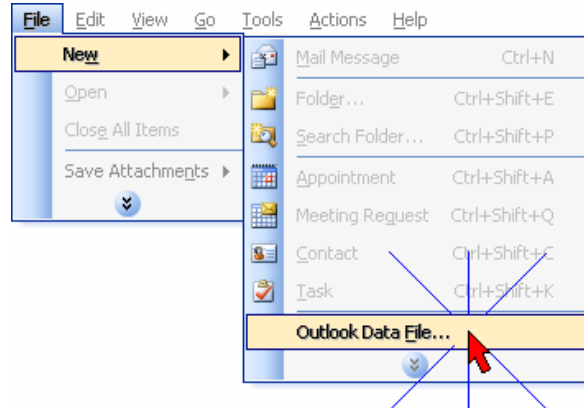 File Edit View Go Tools Actions Help
New
Open
Close All Items
Save Attachments
Mail Message Ctrl+N
Folder... Ctrl+Shift+E
Search Folder... Ctrl+Shift+P
Appointment Ctrl+Shift+A
Meeting Request Ctrl+Shift+Q
Contact Ctrl+Shift+C
Task Ctrl+Shift+K
Outlook Data File...